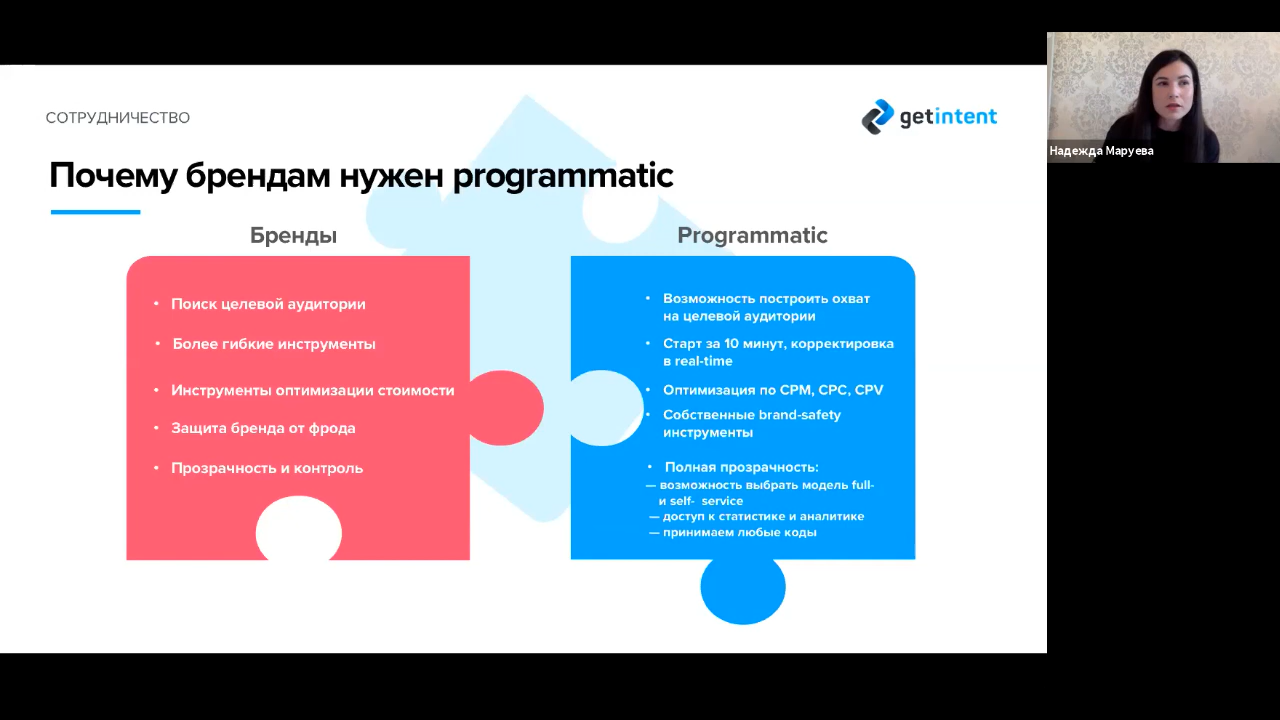 СОТРУДНИЧЕСТВО
getintent
Надежда Маруева
Почему брендам нужен programmatic
Бренды
• Поиск целевой аудитории
• Более гибкие инструменты
• Инструменты оптимизации стоимости
• Защита бренда от фрода
• Прозрачность и контроль
Programmatic
• Возможность построить охват
на целевой аудитории
• Старт за 10 минут, корректировка
в real-time
• Оптимизация по CPM, CPC, CPV
• Собственные brand-safety
инструменты
• Полная прозрачность:
— возможность выбрать модель full-
и self- service
— доступ к статистике и аналитике
— принимаем любые коды